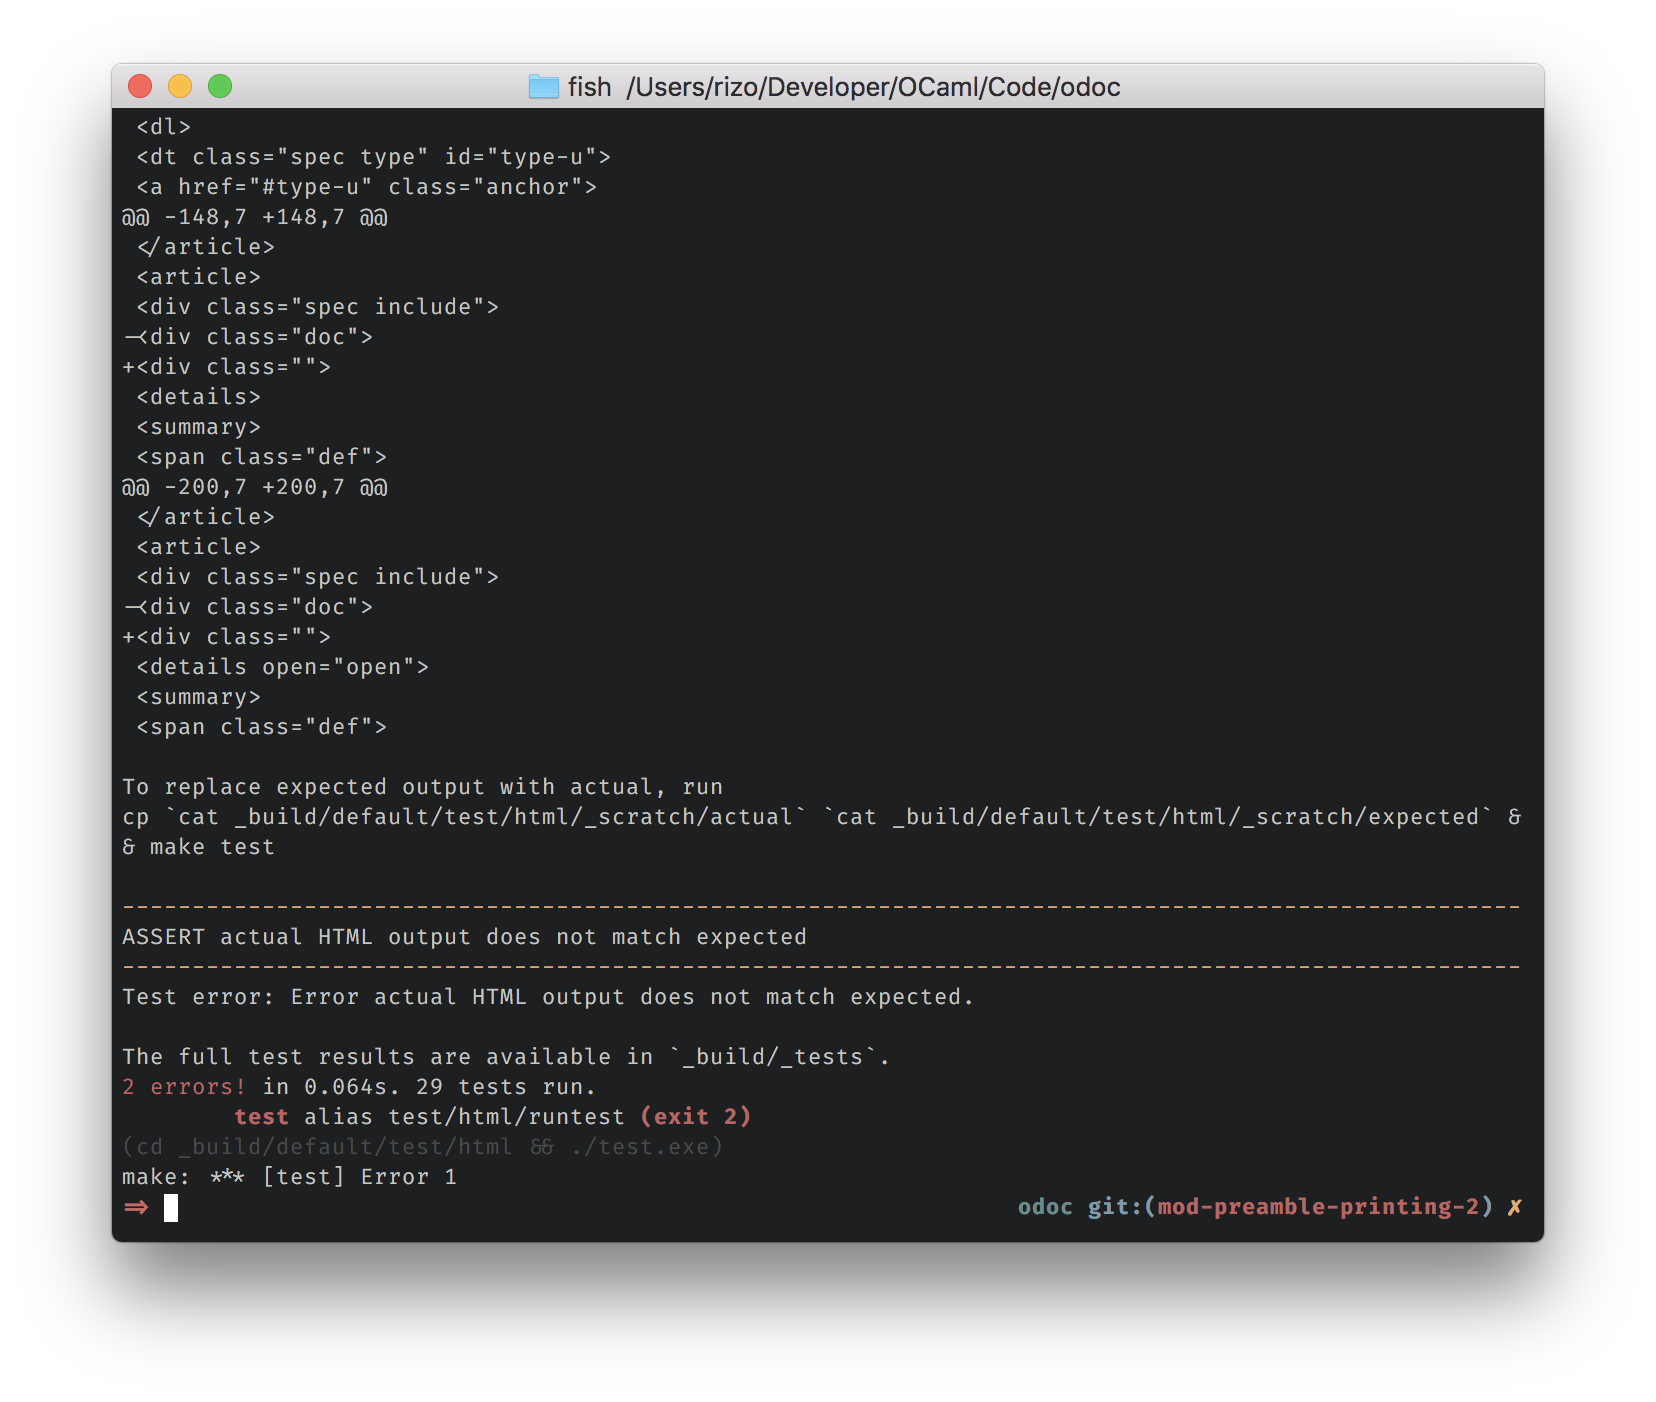 fish /Users/rizo/Developer/OCaml/Code/odoc
<dl>
<dt class="spec type" id="type-u">
<a href="#type-u" class="anchor">
@@ -148,7 +148,7 @@
</article>
<article>
<div class="spec include">
-<div class="doc">
+<div class="">
<details>
<summary>
<span class="def">
@@ -200,7 +200,7 @@
</article>
<article>
<div class="spec include">
-<div class="doc">
+<div class="">
<details open="open">
<summary>
<span class="def">
To replace expected output with actual, run
cp `cat _build/default/test/html/_scratch/actual` `cat _build/default/test/html/_scratch/expected` &
& make test
----------------------------------------------------------------------------------------------------
ASSERT actual HTML output does not match expected
----------------------------------------------------------------------------------------------------
Test error: Error actual HTML output does not match expected.
The full test results are available in `_build/_tests`.
2 errors! in 0.064s. 29 tests run.
test alias test/html/runtest (exit 2)
(cd _build/default/test/html && ./test.exe)
make: *** [test] Error 1
⇒ odoc git:(mod-preamble-printing-2) ✗